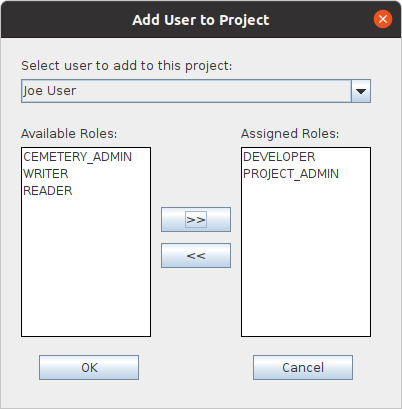 Add User to Project
Select user to add to this project:
Joe User
Available Roles:
Assigned Roles:
CEMETERY_ADMIN
WRITER
READER
DEVELOPER
PROJECT_ADMIN
>>
<<
OK
Cancel